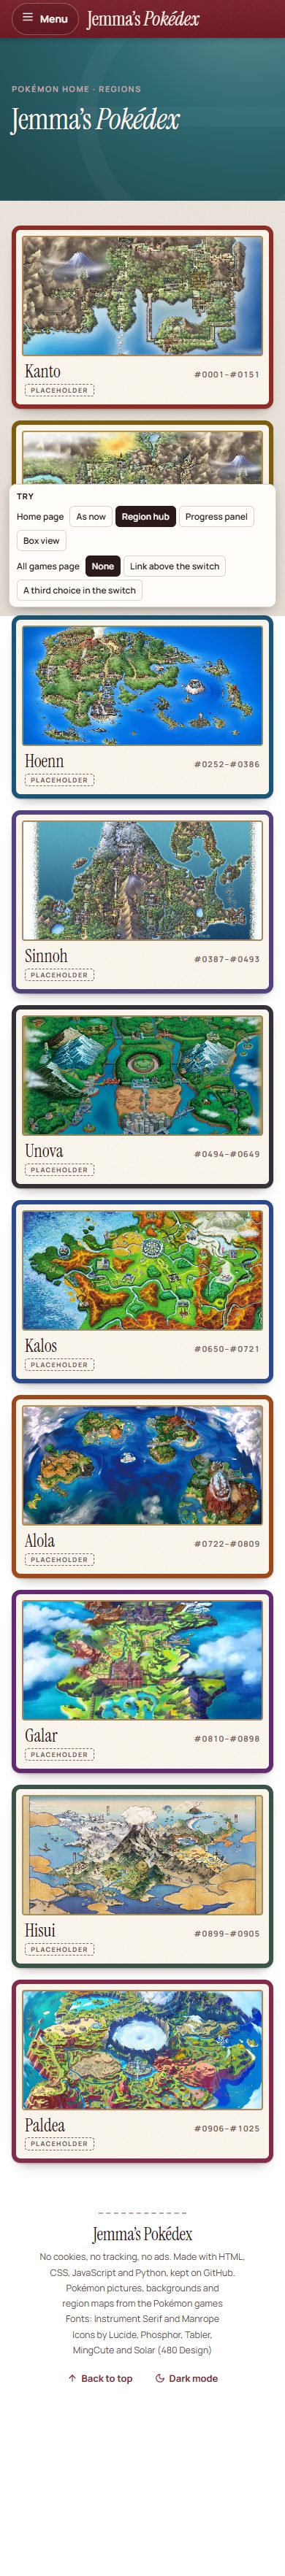 Menu
Jemma's Pokédex
POKÉMON HOME · REGIONS
Jemma's Pokédex
Kanto
#0001–#0151
PLACEHOLDER
TRY
Home page As now Region hub Progress panel
Box view
All games page None Link above the switch
A third choice in the switch
Hoenn
#0252–#0386
PLACEHOLDER
Sinnoh
#0387–#0493
PLACEHOLDER
Unova
#0494–#0649
PLACEHOLDER
Kalos
#0650–#0721
PLACEHOLDER
Alola
#0722–#0809
PLACEHOLDER
Galar
#0810–#0898
PLACEHOLDER
Hisui
#0899–#0905
PLACEHOLDER
Paldea
#0906–#1025
PLACEHOLDER
Jemma's Pokédex
No cookies, no tracking, no ads. Made with HTML,
CSS, JavaScript and Python, kept on GitHub.
Pokémon pictures, backgrounds and
region maps from the Pokémon games
Fonts: Instrument Serif and Manrope
Icons by Lucide, Phosphor, Tabler,
MingCute and Solar (480 Design)
Back to top
Dark mode